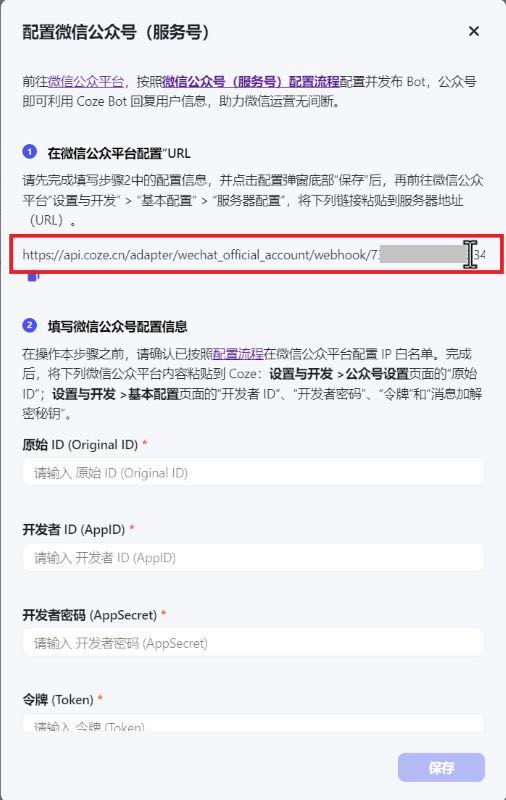 配置微信公众号（服务号）
前往微信公众平台，按照微信公众号（服务号）配置流程配置并发布 Bot，公众号
即可利用 Coze Bot 回复用户信息，助力微信运营无间断。
1 在微信公众平台配置“URL
请先完成填写步骤2中的配置信息，并点击配置弹窗底部“保存”后，再前往微信公众
平台“设置与开发” > “基本配置” > “服务器配置”，将下列链接粘贴到服务器地址
（URL）。
https://api.coze.cn/adapter/wechat_official_account/webhook/73 34
2 填写微信公众号配置信息
在操作本步骤之前，请确认已按照配置流程在微信公众平台配置 IP 白名单。完成
后，将下列微信公众平台内容粘贴到 Coze：设置与开发 >公众号设置页面的“原始
ID”；设置与开发 >基本配置页面的“开发者 ID”、“开发者密码”、“令牌”和“消息加解
密秘钥”。
原始 ID (Original ID) *
请输入 原始 ID (Original ID)
开发者 ID (AppID) *
请输入 开发者 ID (AppID)
开发者密码 (AppSecret) *
请输入 开发者密码 (AppSecret)
令牌 (Token) *
请输入 令牌 (Token)
保存